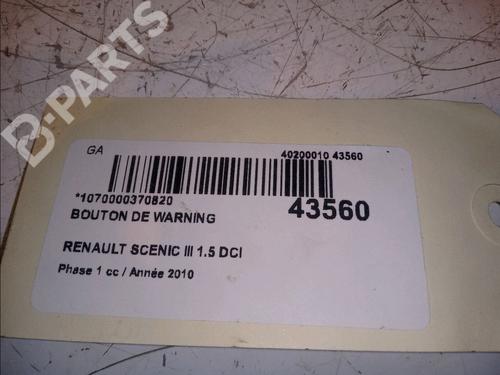 B-PARTS
GA
40200010 43560
*1070000370820
BOUTON DE WARNING
43560
RENAULT SCENIC III 1.5 DCI
Phase 1 cc / Année 2010